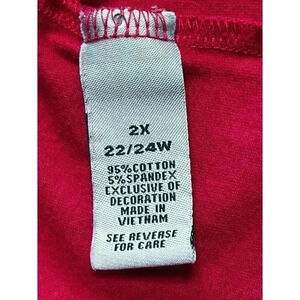 2X
22/24W
95% COTTON
5% SPANDEX
EXCLUSIVE OF
DECORATION
MADE IN
VIETNAM
SEE REVERSE
FOR CARE